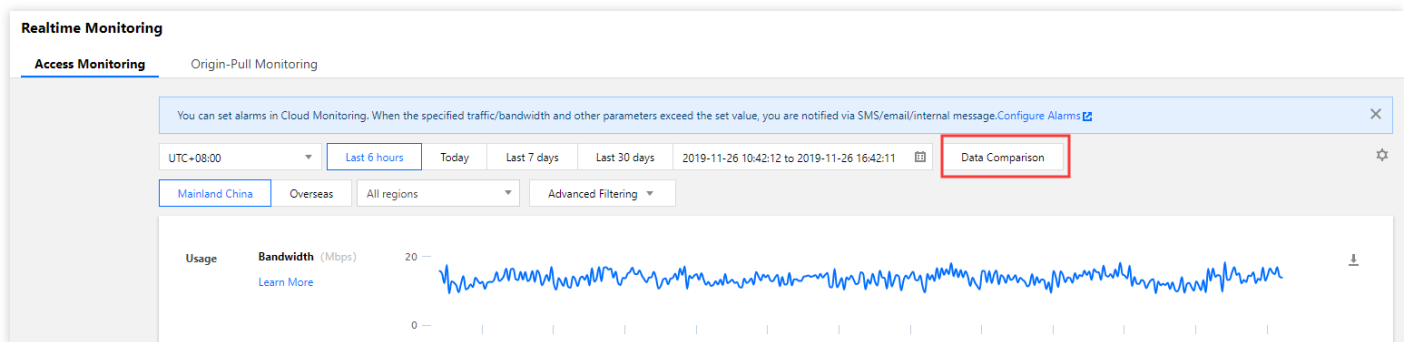 Realtime Monitoring
Access Monitoring Origin-Pull Monitoring
You can set alarms in Cloud Monitoring. When the specified traffic/bandwidth and other parameters exceed the set value, you are notified via SMS/email/internal message.Configure Alarms
UTC+08:00 Last 6 hours Today Last 7 days Last 30 days 2019-11-26 10:42:12 to 2019-11-26 16:42:11 Data Comparison
Mainland China Overseas All regions Advanced Filtering
Usage Bandwidth (Mbps) 20
Learn More
0